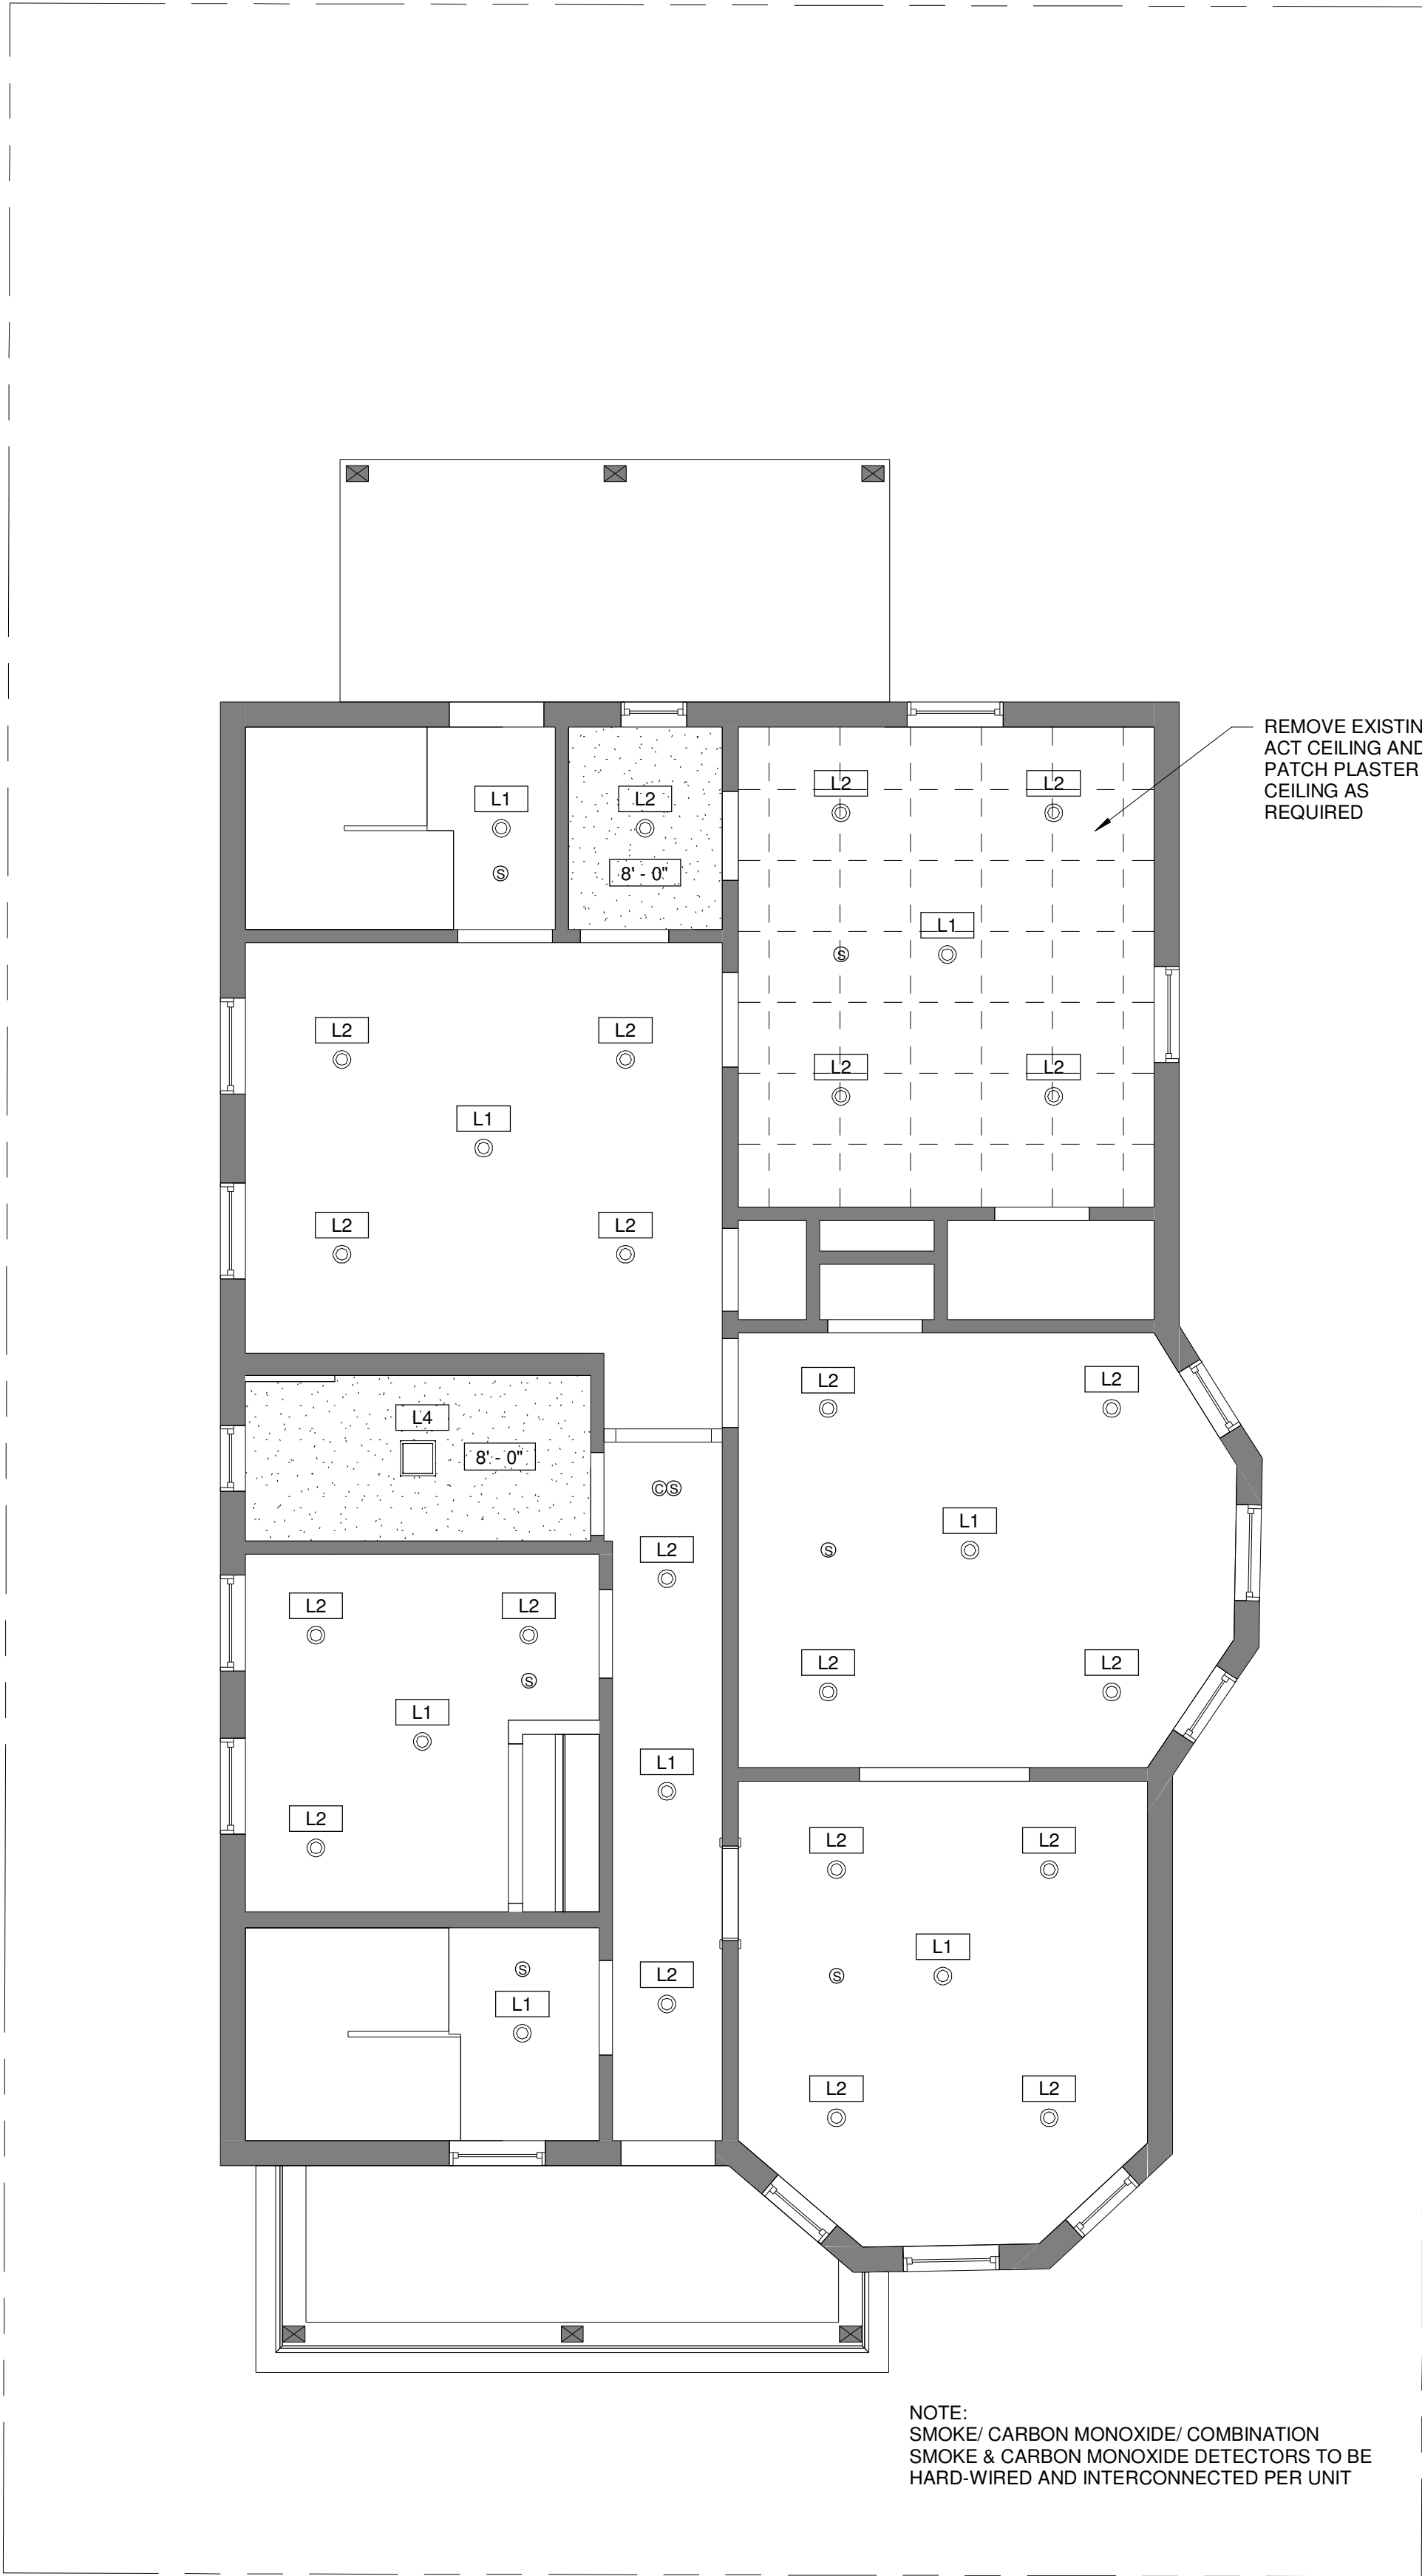 REMOVE EXISTIN
ACT CEILING AND
PATCH PLASTER
CEILING AS
REQUIRED
L2
L2
L1
L2
8' - 0"
S
L1
S
L2
L2
L1
L2
L2
L2
L2
L2
L2
L4
8' - 0"
CS
L2
L1
S
L2
L2
L2
L2
S
L1
L2
L2
L1
L2
L2
L2
L1
S
L2
S
L1
L2
L2
NOTE:
SMOKE/ CARBON MONOXIDE/ COMBINATION
SMOKE & CARBON MONOXIDE DETECTORS TO BE
HARD-WIRED AND INTERCONNECTED PER UNIT